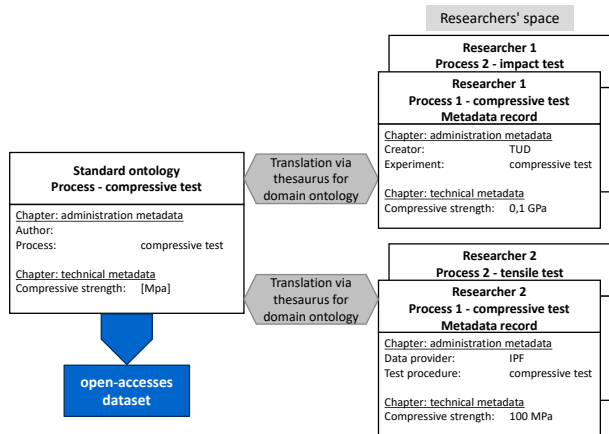 Researchers' space
Researcher 1
Process 2 - impact test
Researcher 1
Process 1 - compressive test
Metadata record
Chapter: administration metadata
Creator: TUD
Experiment: compressive test
Chapter: technical metadata
Compressive strength: 0,1 GPa
Translation via
thesaurus for
domain ontology
Standard ontology
Process - compressive test
Chapter: administration metadata
Author:
Process: compressive test
Chapter: technical metadata
Compressive strength: [Mpa]
open-accesses
dataset
Translation via
thesaurus for
domain ontology
Researcher 2
Process 2 - tensile test
Researcher 2
Process 1 - compressive test
Metadata record
Chapter: administration metadata
Data provider: IPF
Test procedure: compressive test
Chapter: technical metadata
Compressive strength: 100 MPa